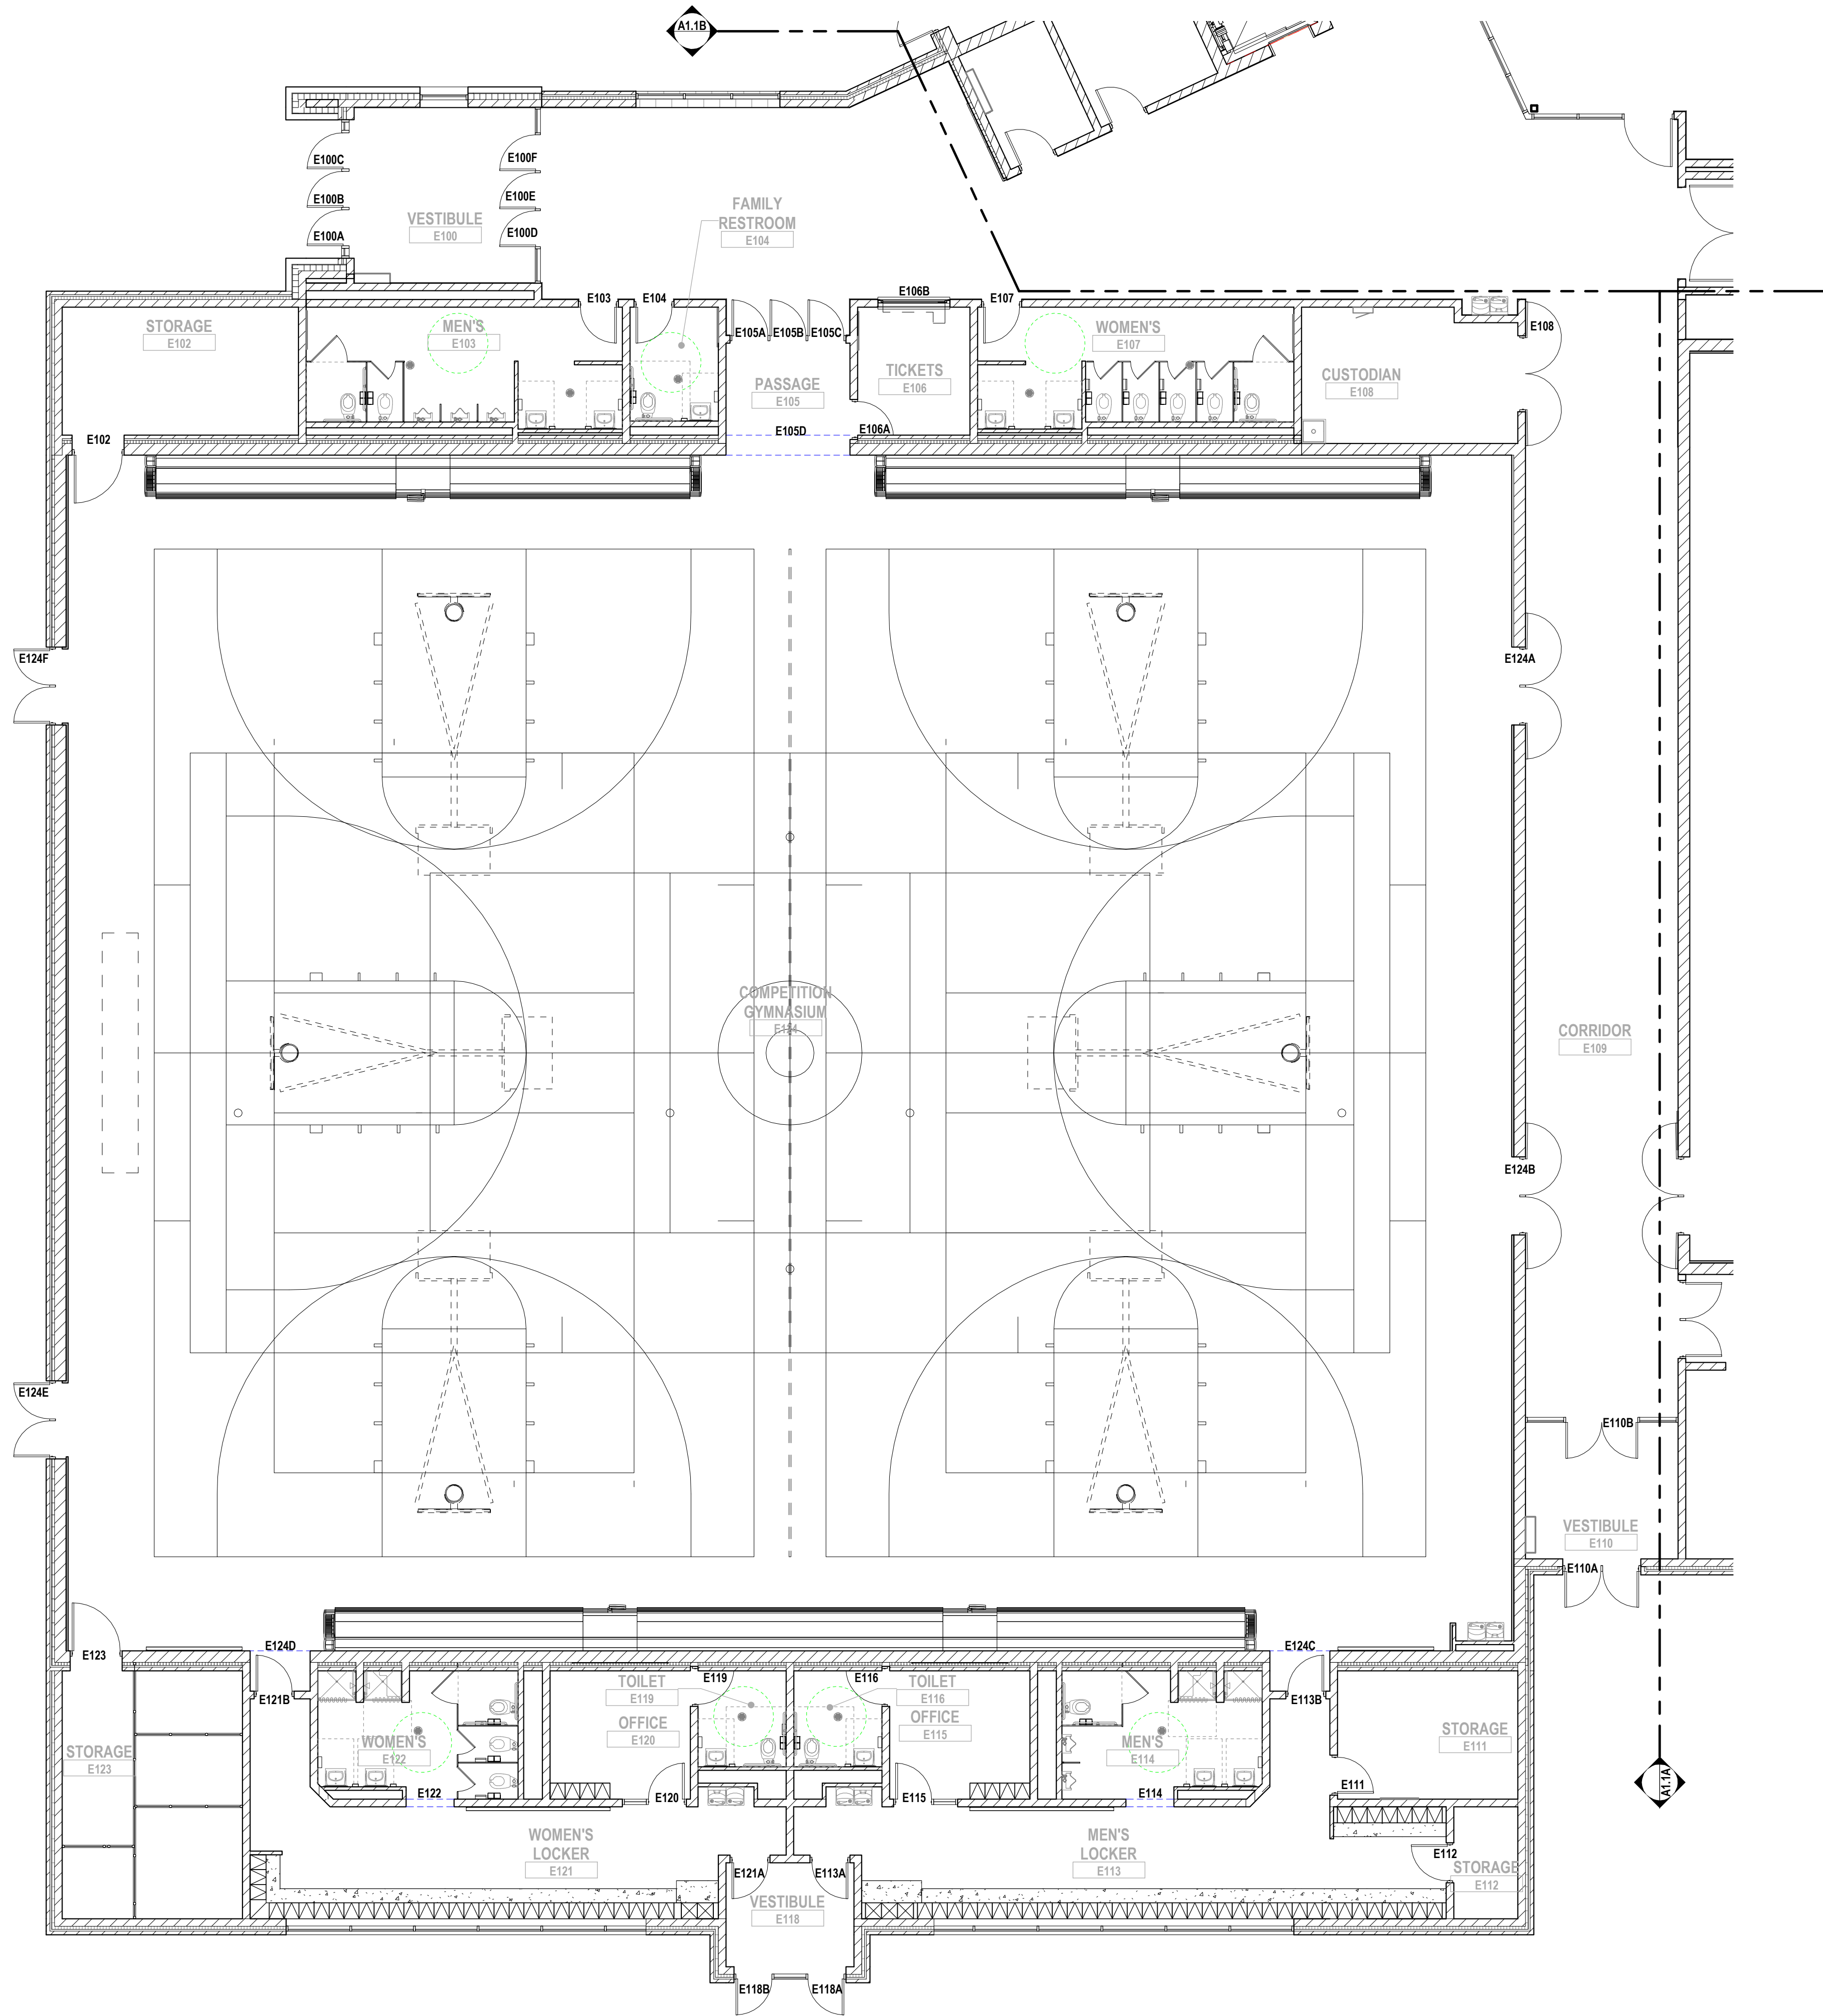 A1.1B
E100C
E100F
E100B
E100E
E100A
E100D
VESTIBULE
E100
FAMILY
RESTROOM
E104
E103
E104
E105A
E105B
E105C
E106B
E107
E108
STORAGE
E102
MEN'S
E103
PASSAGE
E105
TICKETS
E106
WOMEN'S
E107
CUSTODIAN
E108
E102
E105D
E106A
E124F
E124A
COMPETITION
GYMNASIUM
E124
CORRIDOR
E109
E124B
E124E
E110B
VESTIBULE
E110
E110A
E123
E124D
E124C
E121B
E119
E116
E113B
TOILET
E119
TOILET
E116
OFFICE
E120
OFFICE
E115
STORAGE
E123
WOMEN'S
E122
MEN'S
E114
STORAGE
E111
E122
E120
E115
E114
E111
WOMEN'S
LOCKER
E121
MEN'S
LOCKER
E113
E112
STORAGE
E112
E121A
E113A
VESTIBULE
E118
E118B
E118A
A1.1A